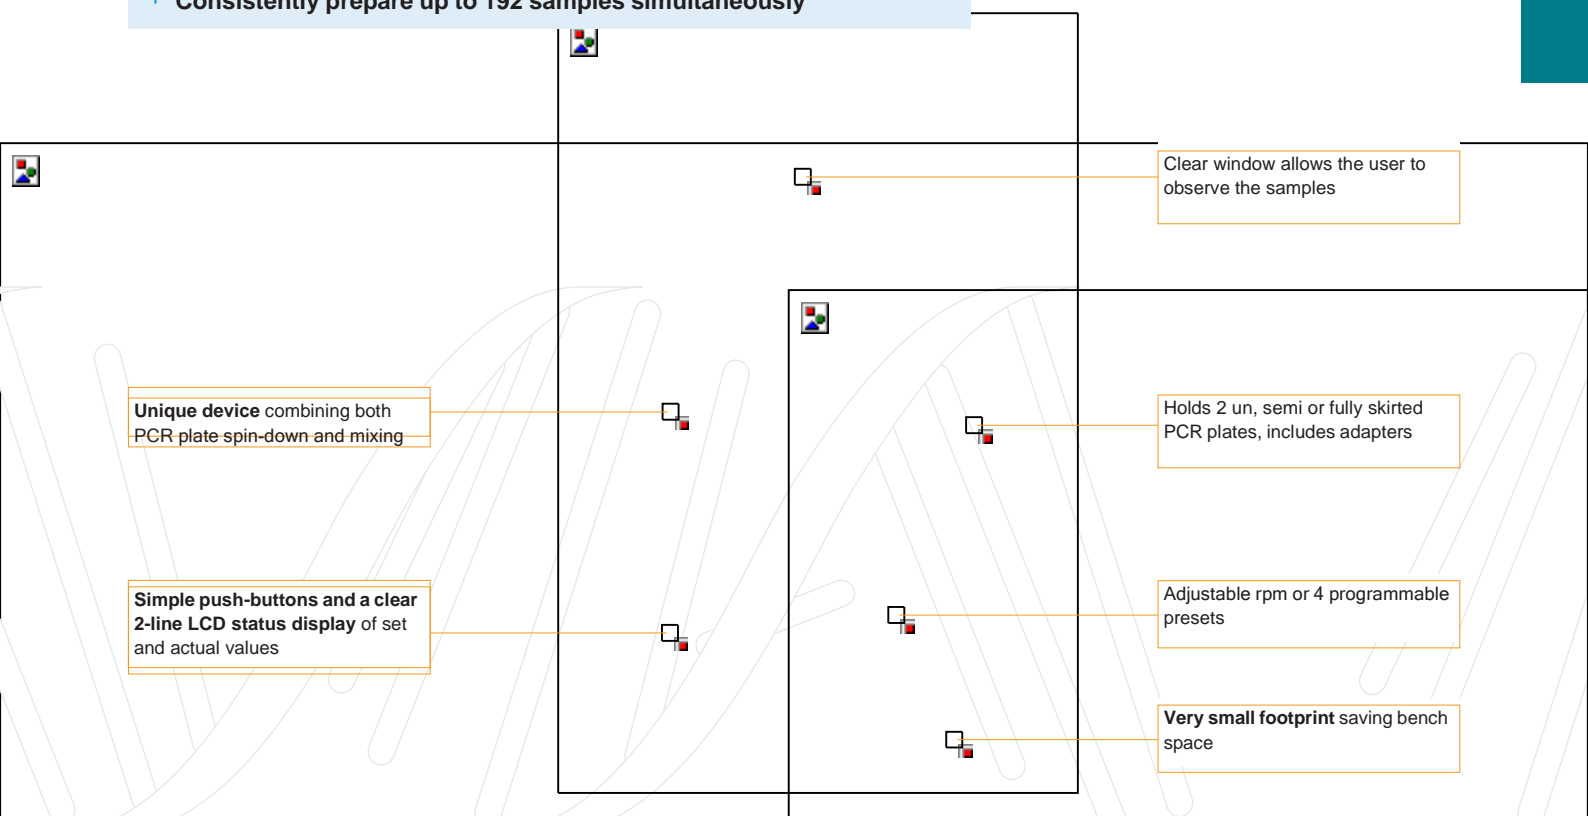 Consistently prepare up to 192 samples simultaneously
Clear window allows the user to
observe the samples
Unique device combining both
PCR plate spin-down and mixing
Holds 2 un, semi or fully skirted
PCR plates, includes adapters
Simple push-buttons and a clear
2-line LCD status display of set
and actual values
Adjustable rpm or 4 programmable
presets
Very small footprint saving bench
space